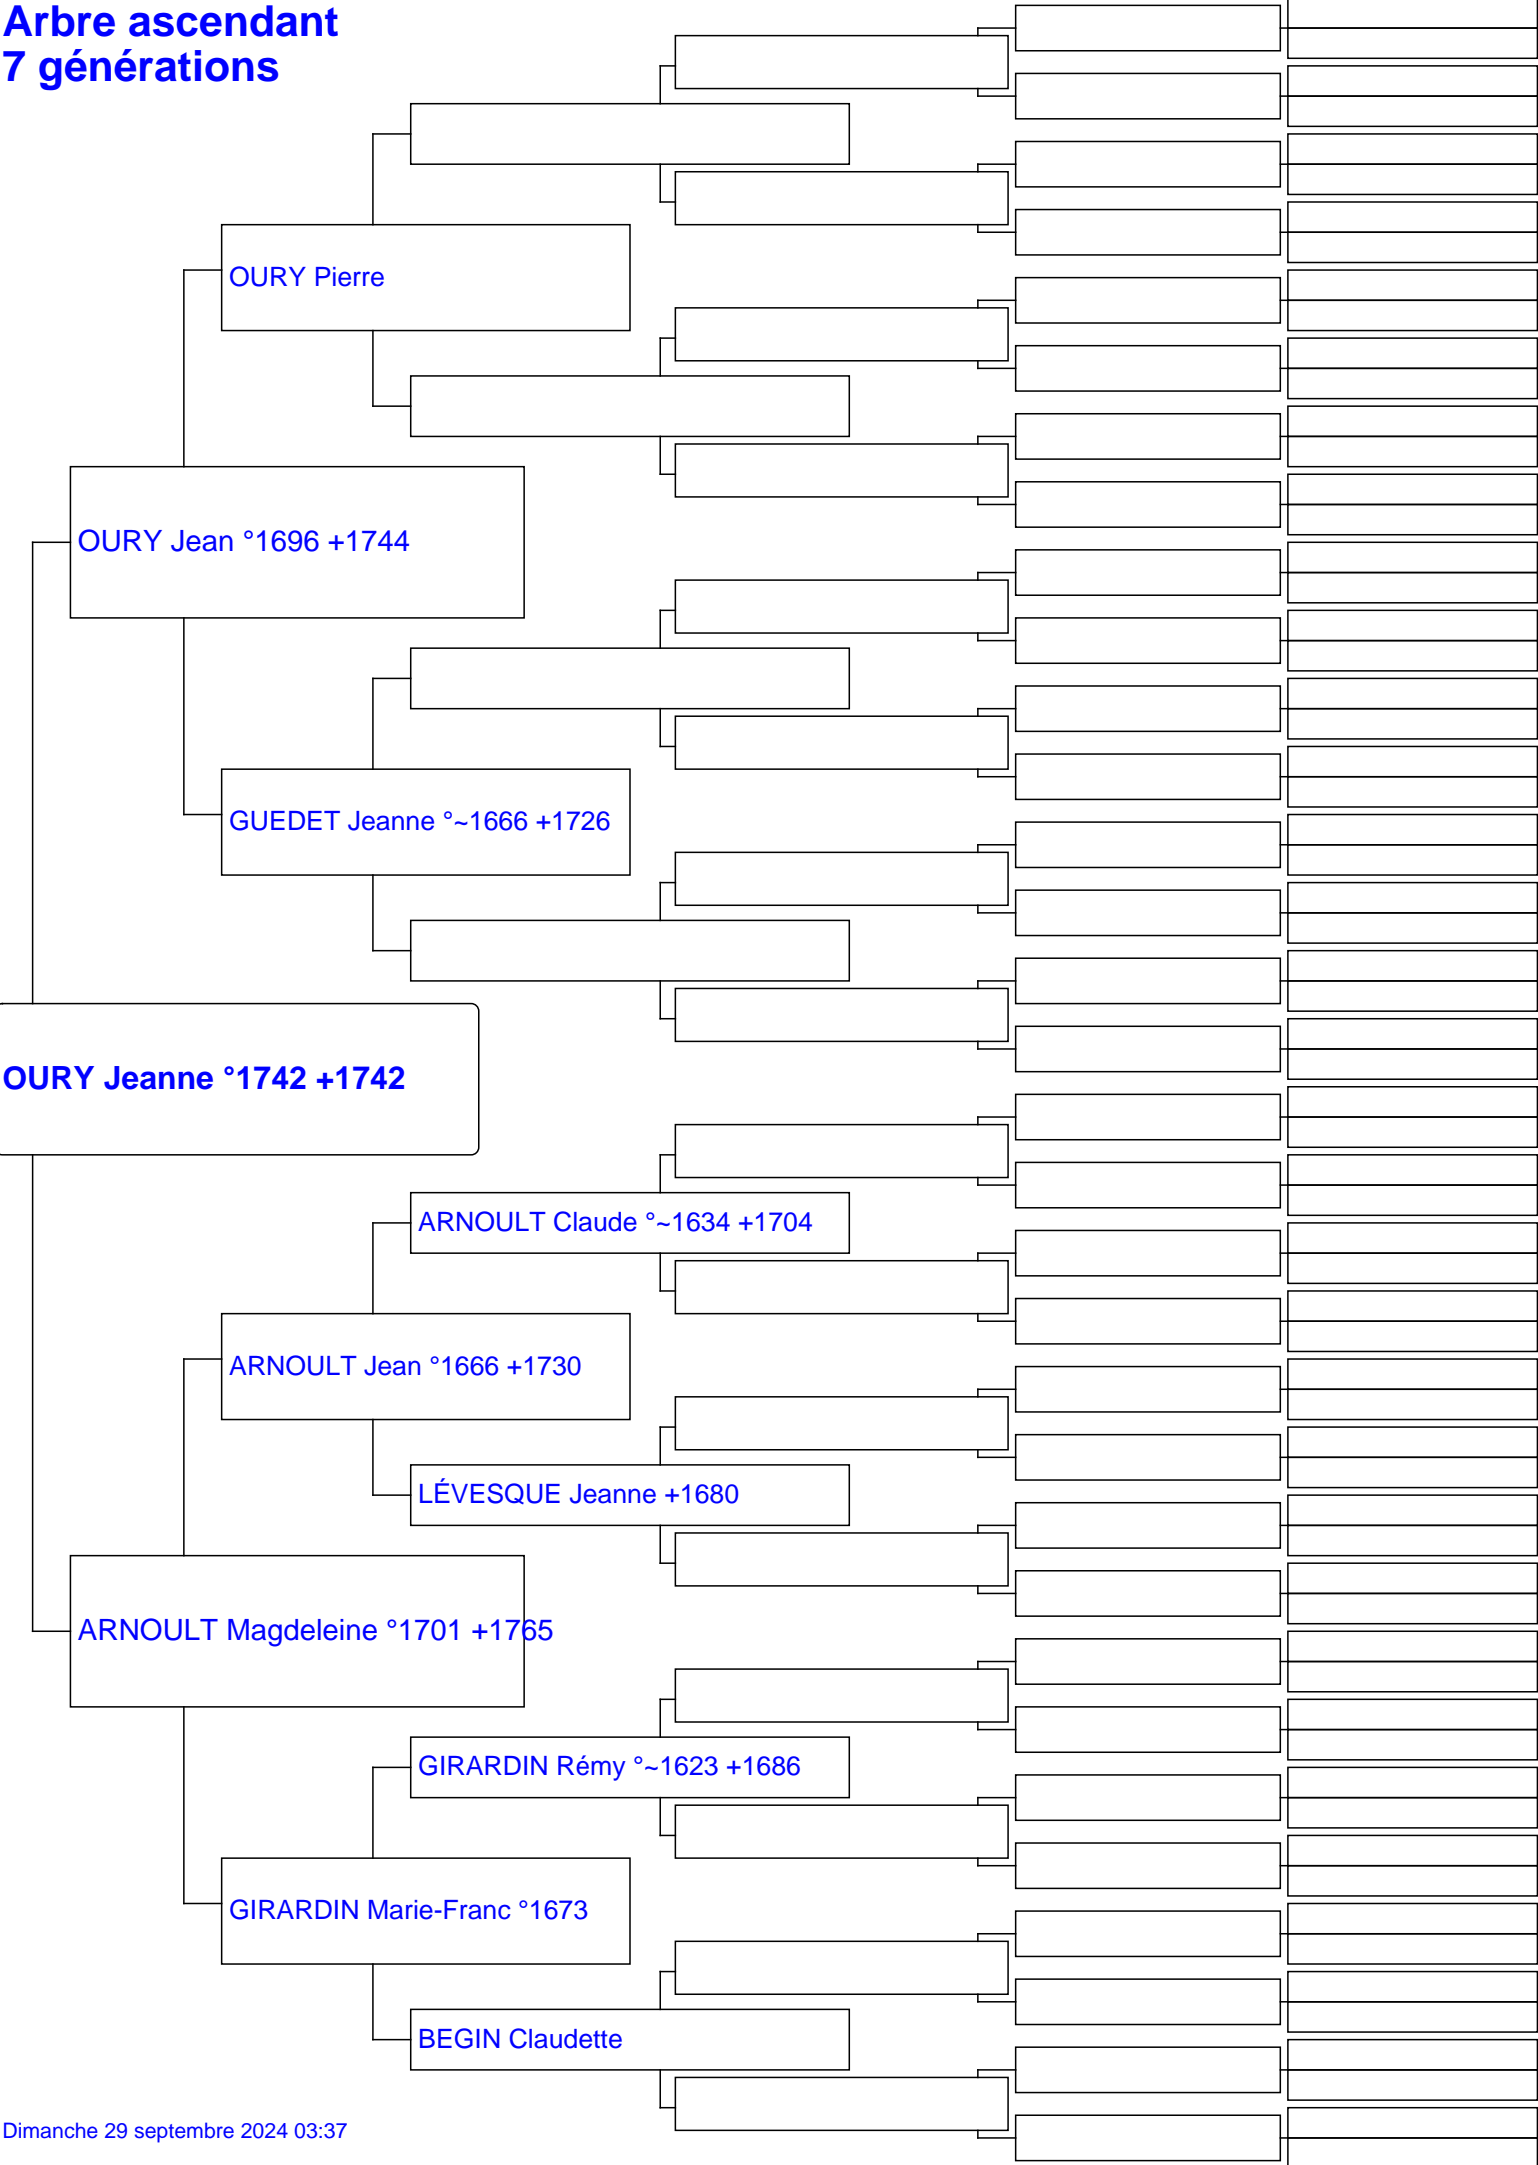 Arbre ascendant
7 générations
OURY Pierre
OURY Jean °1696 +1744
GUEDET Jeanne °~1666 +1726
OURY Jeanne °1742 +1742
ARNOULT Claude °~1634 +1704
ARNOULT Jean °1666 +1730
LÉVESQUE Jeanne +1680
ARNOULT Magdeleine °1701 +1765
GIRARDIN Rémy °~1623 +1686
GIRARDIN Marie-Franc °1673
BEGIN Claudette
Dimanche 29 septembre 2024 03:37